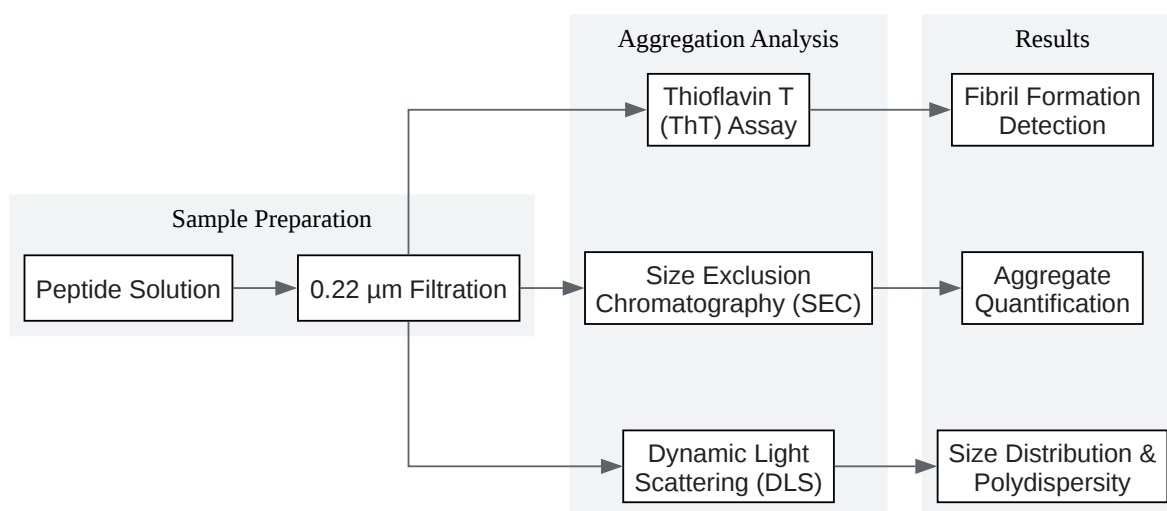 Aggregation Analysis
Results
Thioflavin T
(ThT) Assay
Fibril Formation
Detection
Sample Preparation
Peptide Solution
0.22 µm Filtration
Size Exclusion
Chromatography (SEC)
Aggregate
Quantification
Dynamic Light
Scattering (DLS)
Size Distribution &
Polydispersity